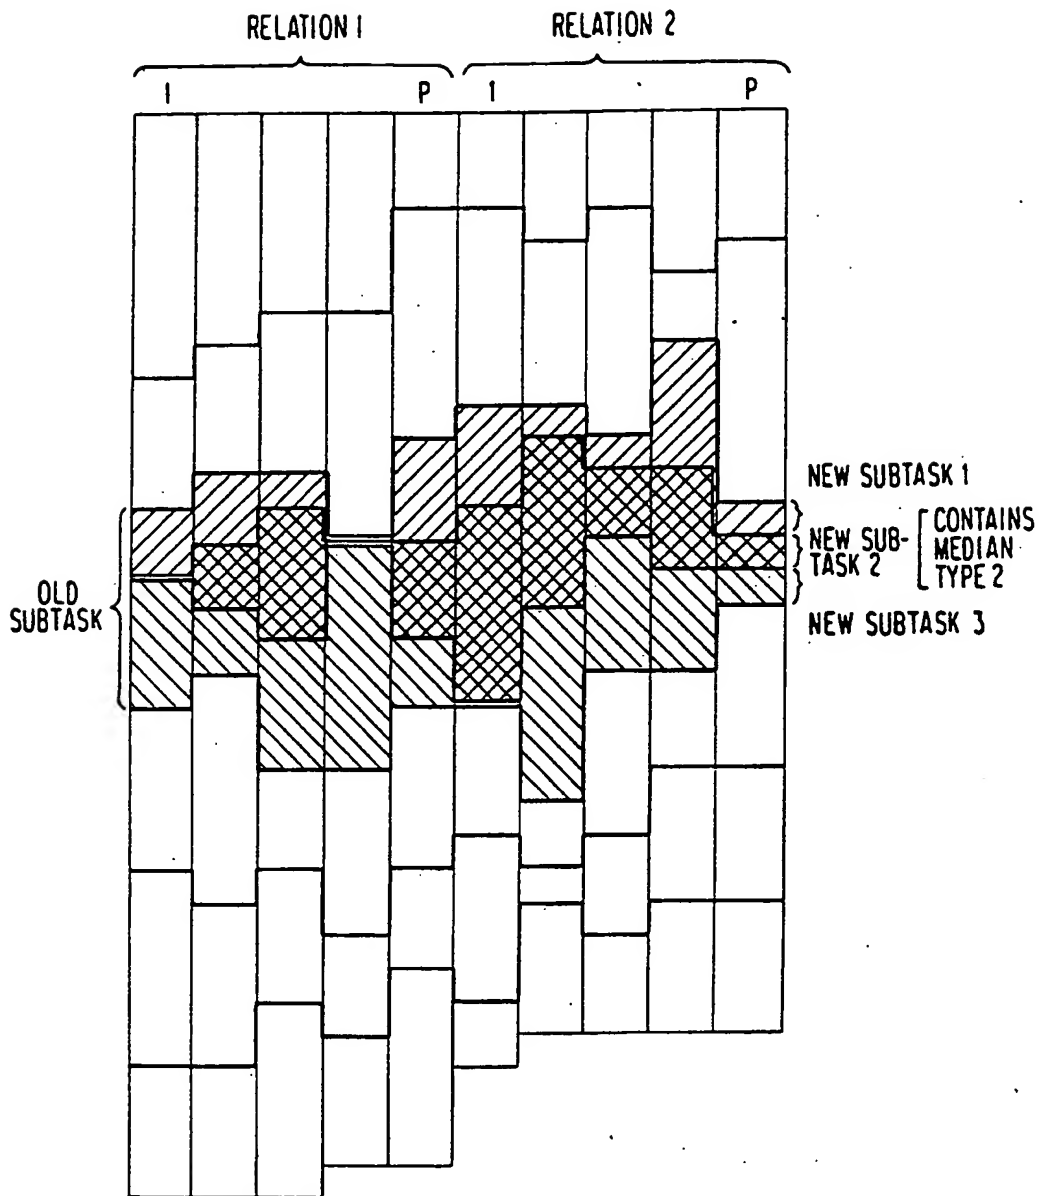 RELATION 1
RELATION 2
1
P
1
P
OLD
SUBTASK
NEW SUBTASK 1
NEW SUB-
TASK 2
CONTAINS
MEDIAN
TYPE 2
NEW SUBTASK 3